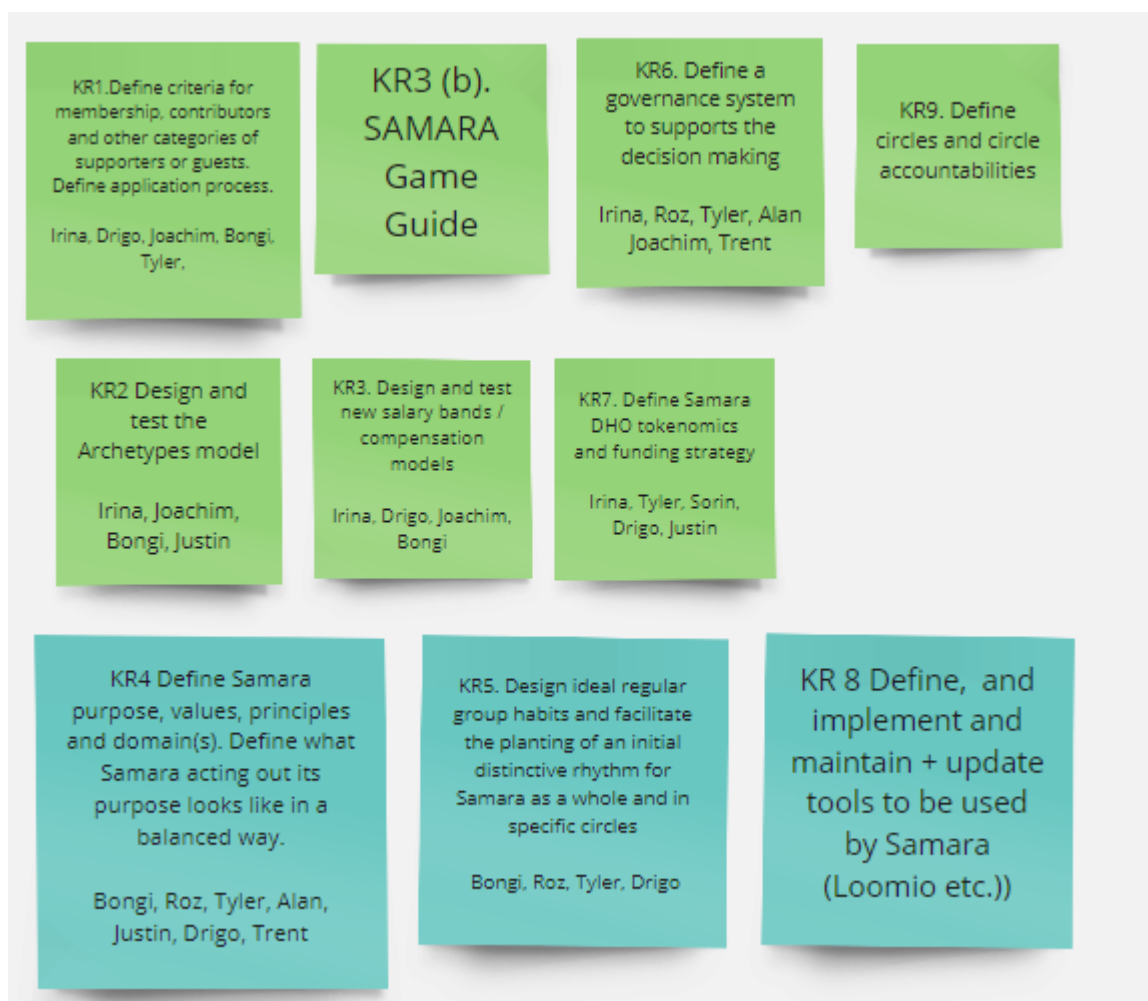 KR1.Define criteria for
membership, contributors
and other categories of
supporters or guests.
Define application process.
Irina, Drigo, Joachim, Bongi,
Tyler,
KR3 (b).
SAMARA
Game
Guide
KR6. Define a
governance system
to supports the
decision making
Irina, Roz, Tyler, Alan
Joachim, Trent
KR9. Define
circles and circle
accountabilities
KR2 Design and
test the
Archetypes model
Irina, Joachim,
Bongi, Justin
KR3. Design and test
new salary bands /
compensation
models
Irina, Drigo, Joachim,
Bongi
KR7. Define Samara
DHO tokenomics
and funding strategy
Irina, Tyler, Sorin,
Drigo, Justin
KR4 Define Samara
purpose, values, principles
and domain(s). Define what
Samara acting out its
purpose looks like in a
balanced way.
Bongi, Roz, Tyler, Alan,
Justin, Drigo, Trent
KR5. Design ideal regular
group habits and facilitate
the planting of an initial
distinctive rhythm for
Samara as a whole and in
specific circles
Bongi, Roz, Tyler, Drigo
KR 8 Define,  and
implement and
maintain + update
tools to be used
by Samara
(Loomio etc.))